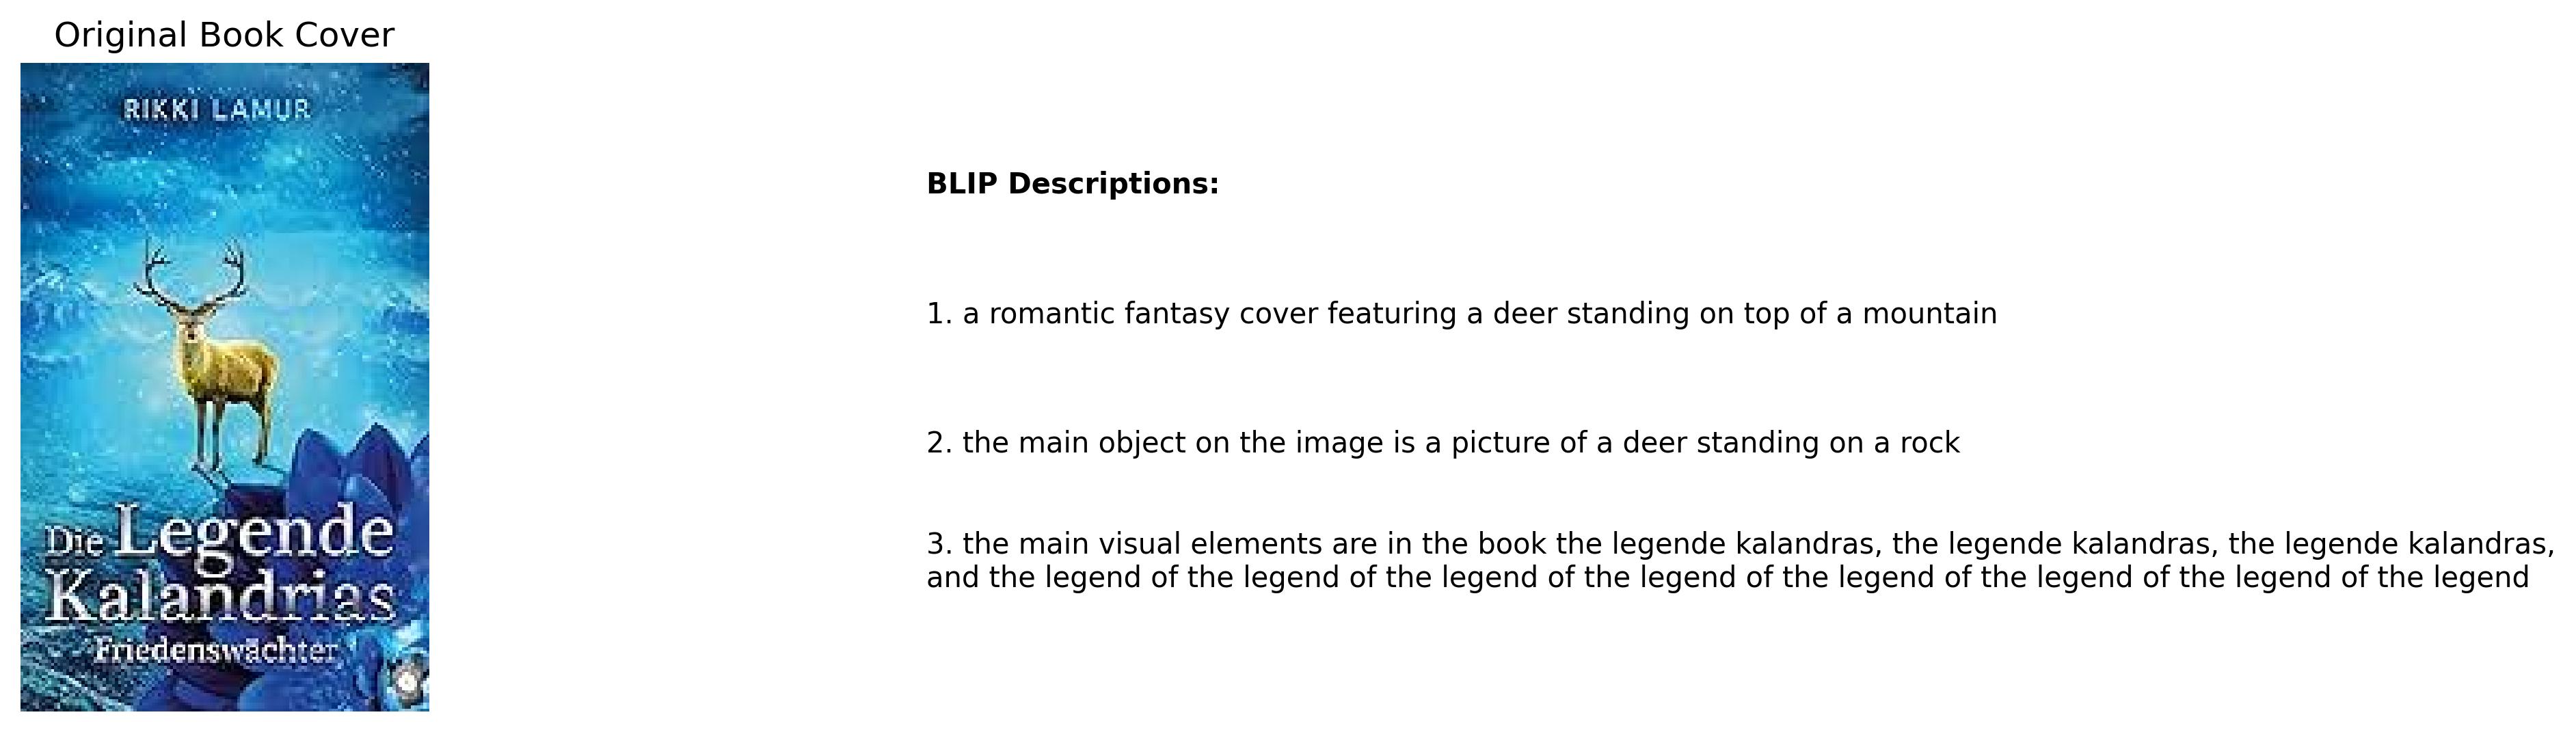 Original Book Cover
RIKKI LAMUR
Die Legende
Kalandrias
Friedenswächter
BLIP Descriptions:
1. a romantic fantasy cover featuring a deer standing on top of a mountain
2. the main object on the image is a picture of a deer standing on a rock
3. the main visual elements are in the book the legende kalandras, the legende kalandras, the legende kalandras,
and the legend of the legend of the legend of the legend of the legend of the legend of the legend of the legend